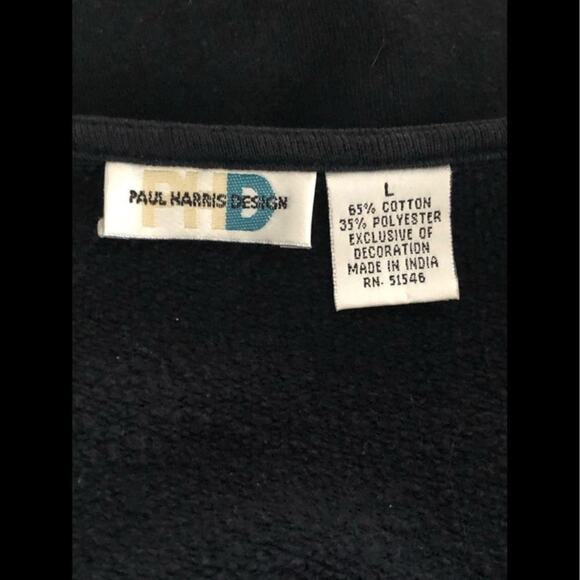 PHD
PAUL HARRIS DESIGN
L
65% COTTON
35% POLYESTER
EXCLUSIVE OF
DECORATION
MADE IN INDIA
RN. 51546